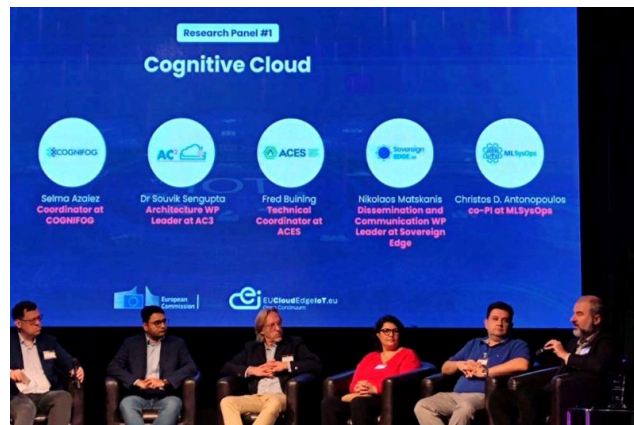 Research Panel #1
Cognitive Cloud
COGNIFOG
AC³
ACES
Sovereign
EDGE
MLSysOps
Selma Azaiez
Coordinator at
COGNIFOG
Dr Souvik Sengupta
Architecture WP
Leader at AC3
Fred Buining
Technical
Coordinator at
ACES
Nikolaos Matskanis
Dissemination and
Communication WP
Leader at Sovereign
Edge
Christos D. Antonopoulos
co-PI at MLSysOps
European
Commission
EUCloudEdgeIoT.eu
Continuum